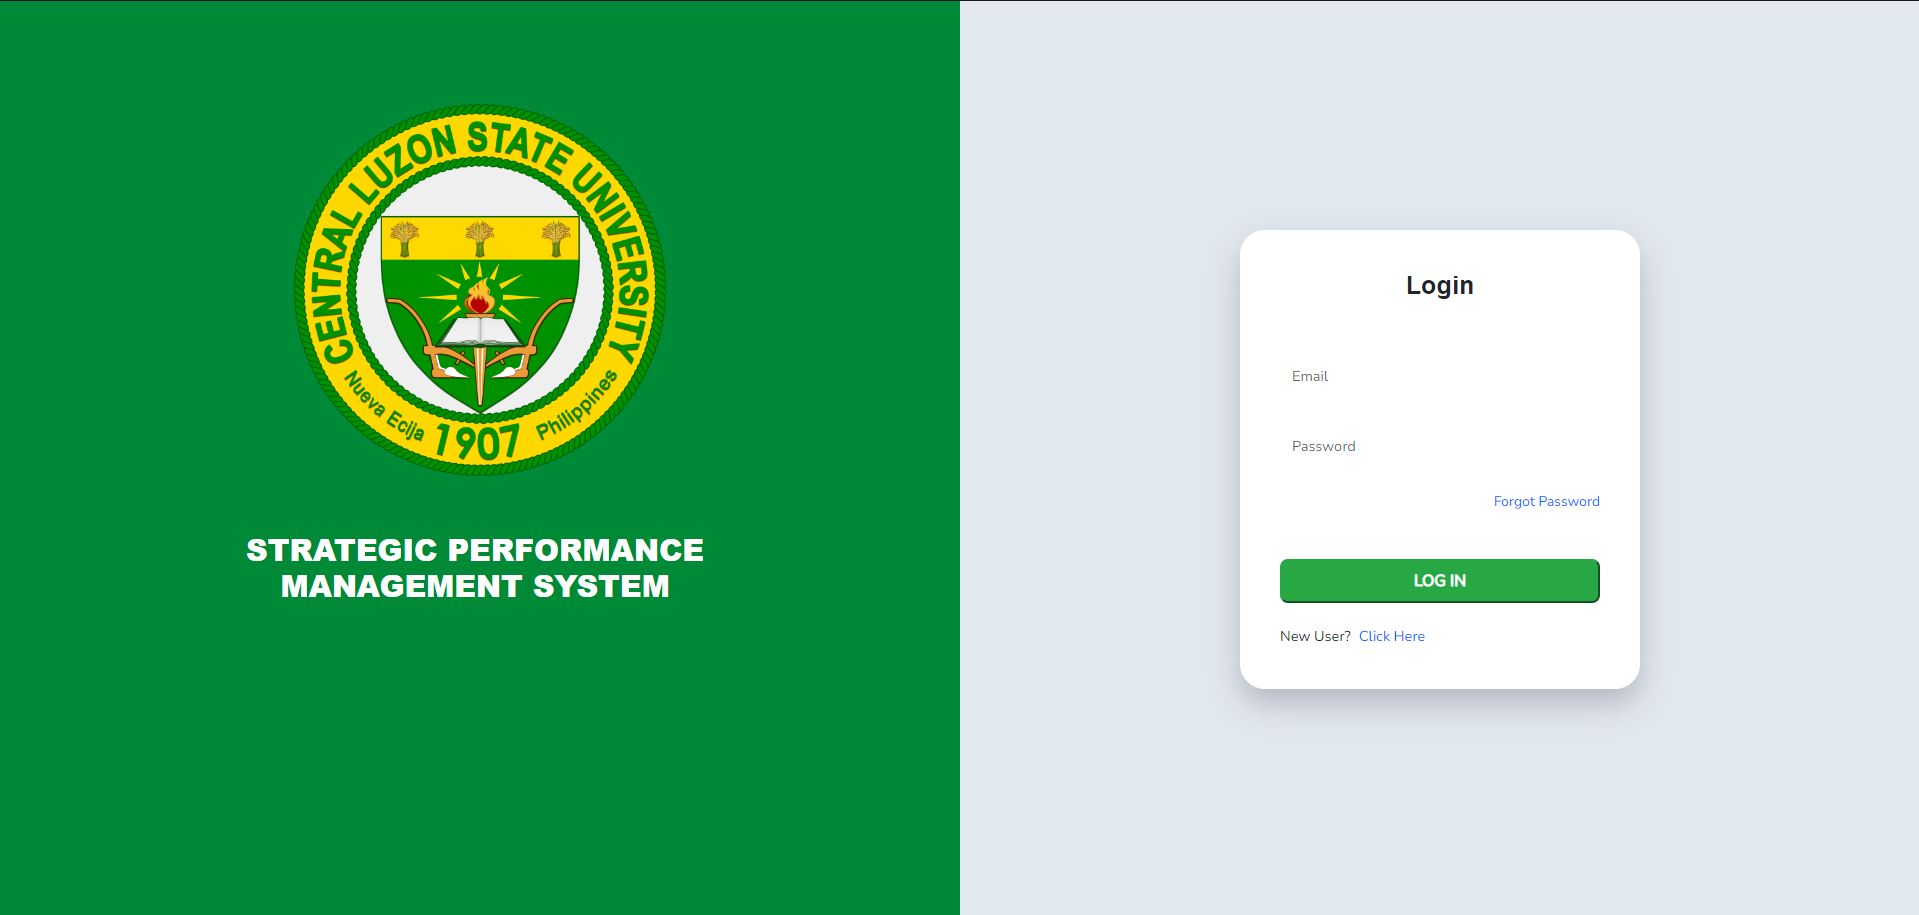 CENTRAL LUZON STATE UNIVERSITY
Nueva Ecija 1907 Philippines
STRATEGIC PERFORMANCE
MANAGEMENT SYSTEM
Login
Email
Password
Forgot Password
LOG IN
New User? Click Here